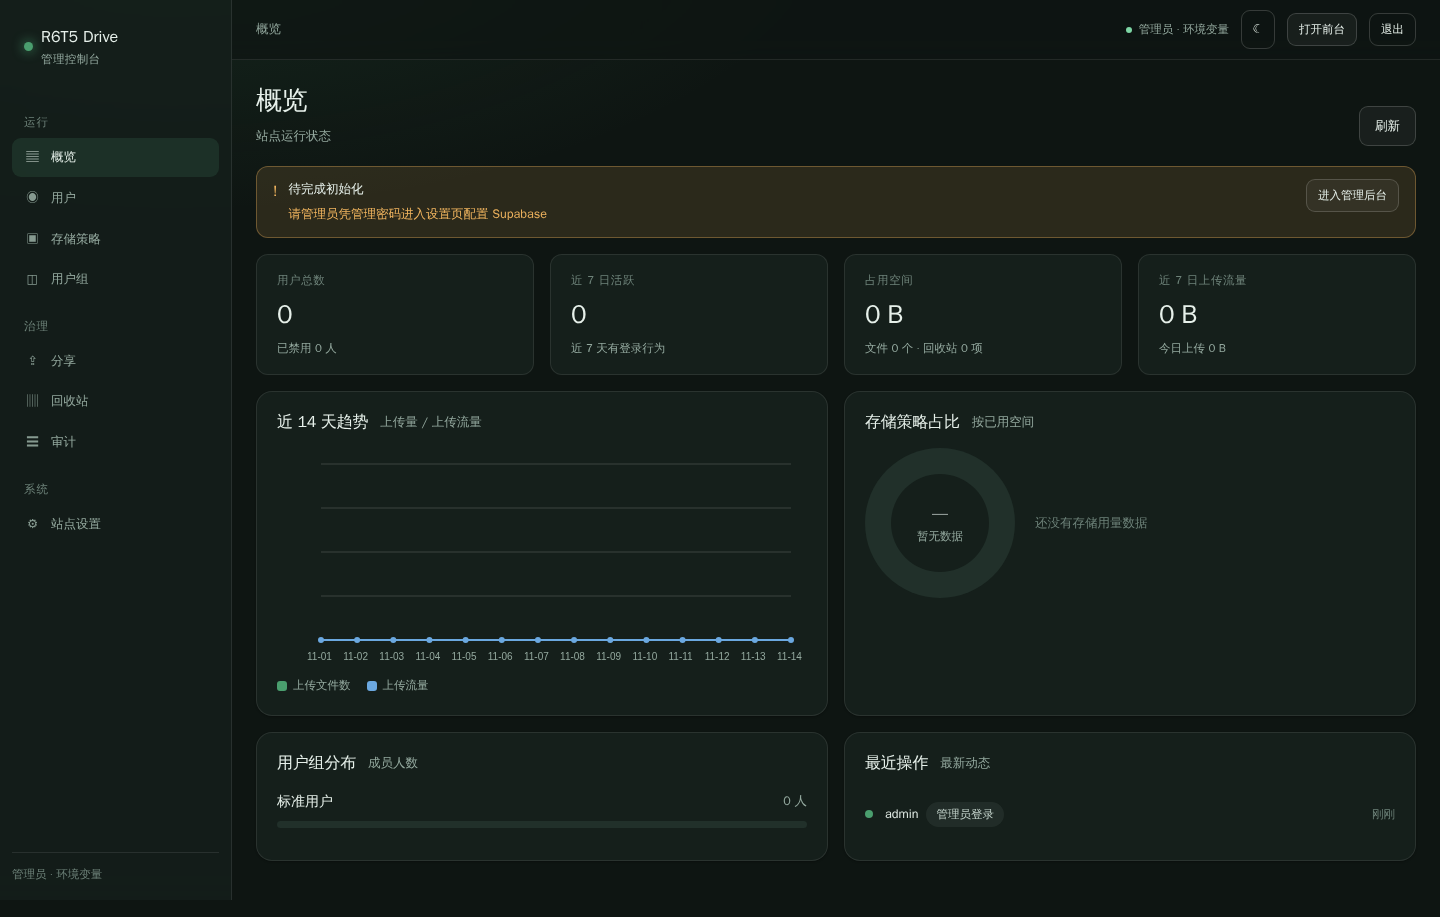 R6T5 Drive
管理控制台
运行
概览
用户
存储策略
用户组
治理
分享
回收站
审计
系统
站点设置
管理员 · 环境变量
概览
管理员 · 环境变量
打开前台
退出
概览
站点运行状态
刷新
! 待完成初始化
请管理员凭管理密码进入设置页配置 Supabase
进入管理后台
用户总数
0
已禁用 0 人
近 7 日活跃
0
近 7 天有登录行为
占用空间
0 B
文件 0 个 · 回收站 0 项
近 7 日上传流量
0 B
今日上传 0 B
近 14 天趋势 上传量 / 上传流量
11-01 11-02 11-03 11-04 11-05 11-06 11-07 11-08 11-09 11-10 11-11 11-12 11-13 11-14
上传文件数 上传流量
存储策略占比 按已用空间
—
暂无数据
还没有存储用量数据
用户组分布 成员人数
标准用户 0 人
最近操作 最新动态
admin 管理员登录 刚刚